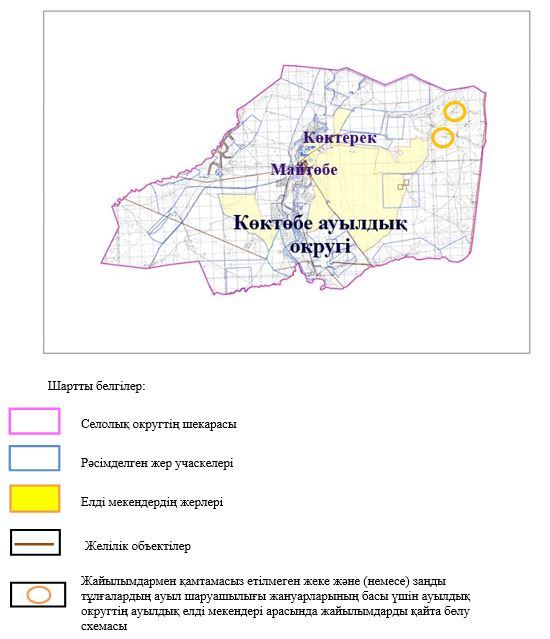 Көктерек
Майтөбе
Көктөбе ауылдық
округі
Шартты белгілер:
Селолық округтің шекарасы
Рәсімделген жер учаскелері
Елді мекендердің жерлері
Желілік объектілер
Жайылымдармен қамтамасыз етілмеген жеке және (немесе) заңды
тұлғалардың ауыл шаруашылығы жануарларының басы үшін ауылдық
округтің ауылдық елді мекендері арасында жайылымдарды қайта бөлу
схемасы